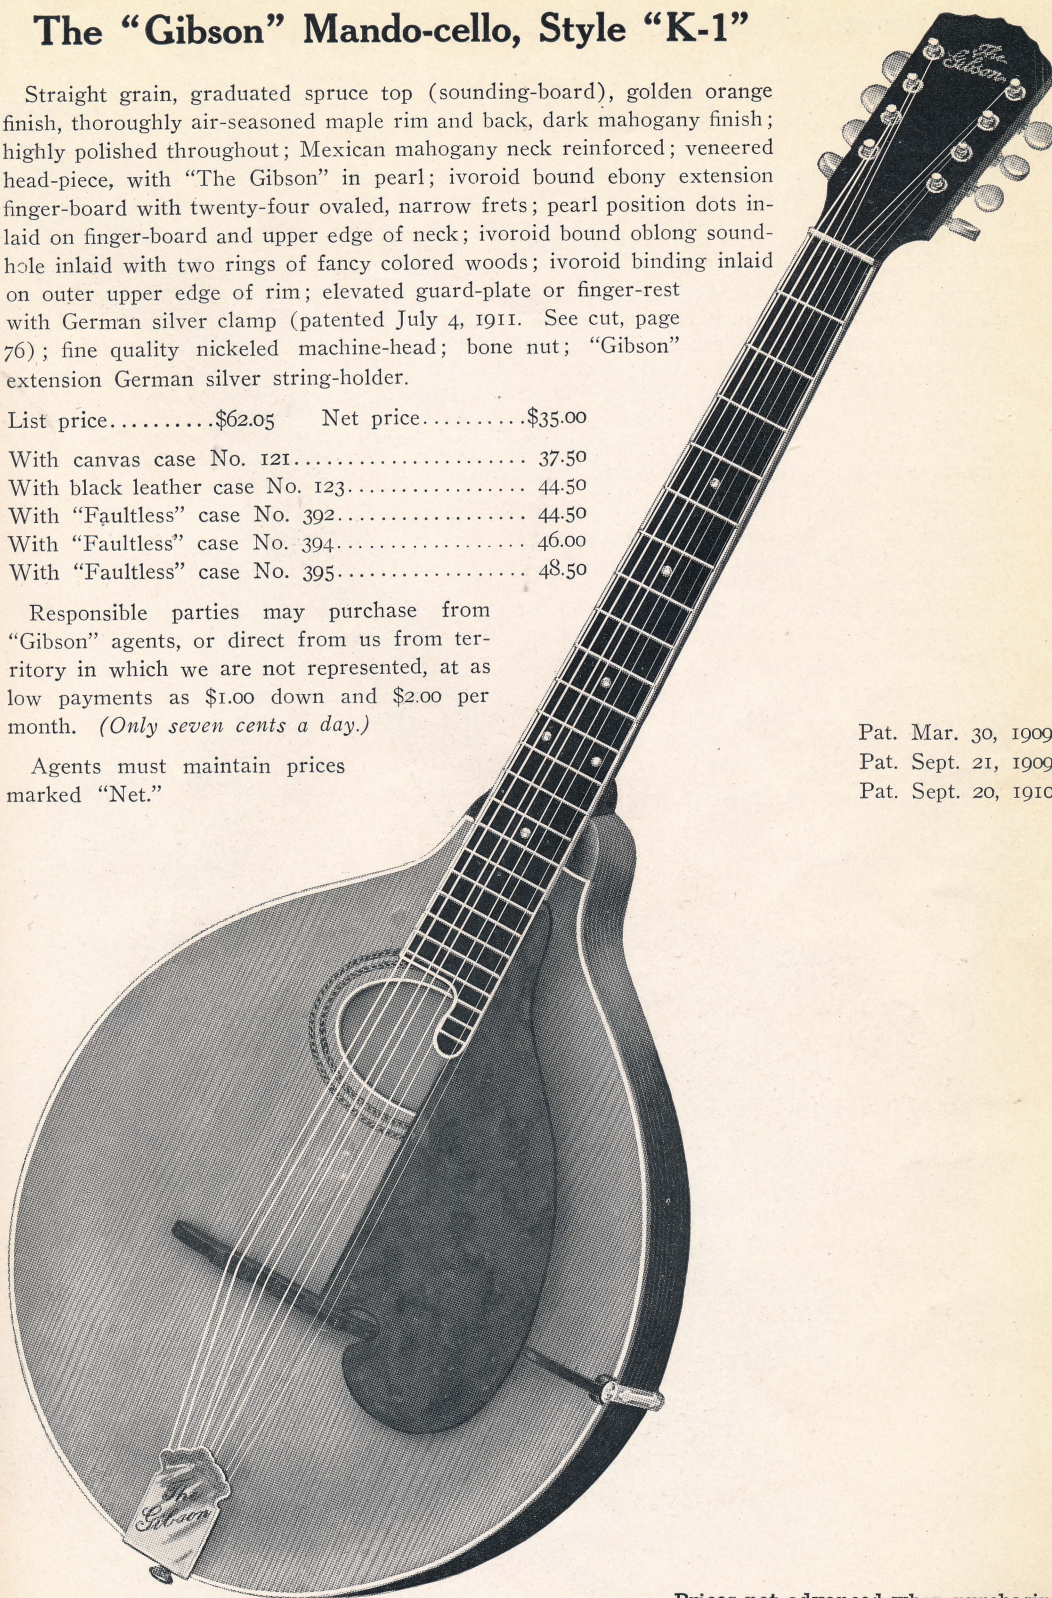 The “Gibson” Mando-cello, Style “K-1”
The
Gibson
Straight grain, graduated spruce top (sounding-board), golden orange
finish, thoroughly air-seasoned maple rim and back, dark mahogany finish;
highly polished throughout; Mexican mahogany neck reinforced; veneered
head-piece, with “The Gibson” in pearl; ivoroid bound ebony extension
finger-board with twenty-four ovaled, narrow frets; pearl position dots in-
laid on finger-board and upper edge of neck; ivoroid bound oblong sound-
hole inlaid with two rings of fancy colored woods; ivoroid binding inlaid
on outer upper edge of rim; elevated guard-plate or finger-rest
with German silver clamp (patented July 4, 1911. See cut, page
76); fine quality nickeled machine-head; bone nut; “Gibson”
extension German silver string-holder.
List price..........$62.05 Net price..........$35.00
With canvas case No. 121....................... 37.50
With black leather case No. 123.................. 44.50
With “Faultless” case No. 392................... 44.50
With “Faultless” case No. 394................... 46.00
With “Faultless” case No. 395................... 48.50
Responsible parties may purchase from
“Gibson” agents, or direct from us from ter-
ritory in which we are not represented, at as
low payments as $1.00 down and $2.00 per
month. (Only seven cents a day.)
Agents must maintain prices
marked “Net.”
Pat. Mar. 30, 1909
Pat. Sept. 21, 1909
Pat. Sept. 20, 1910
The
Gibson